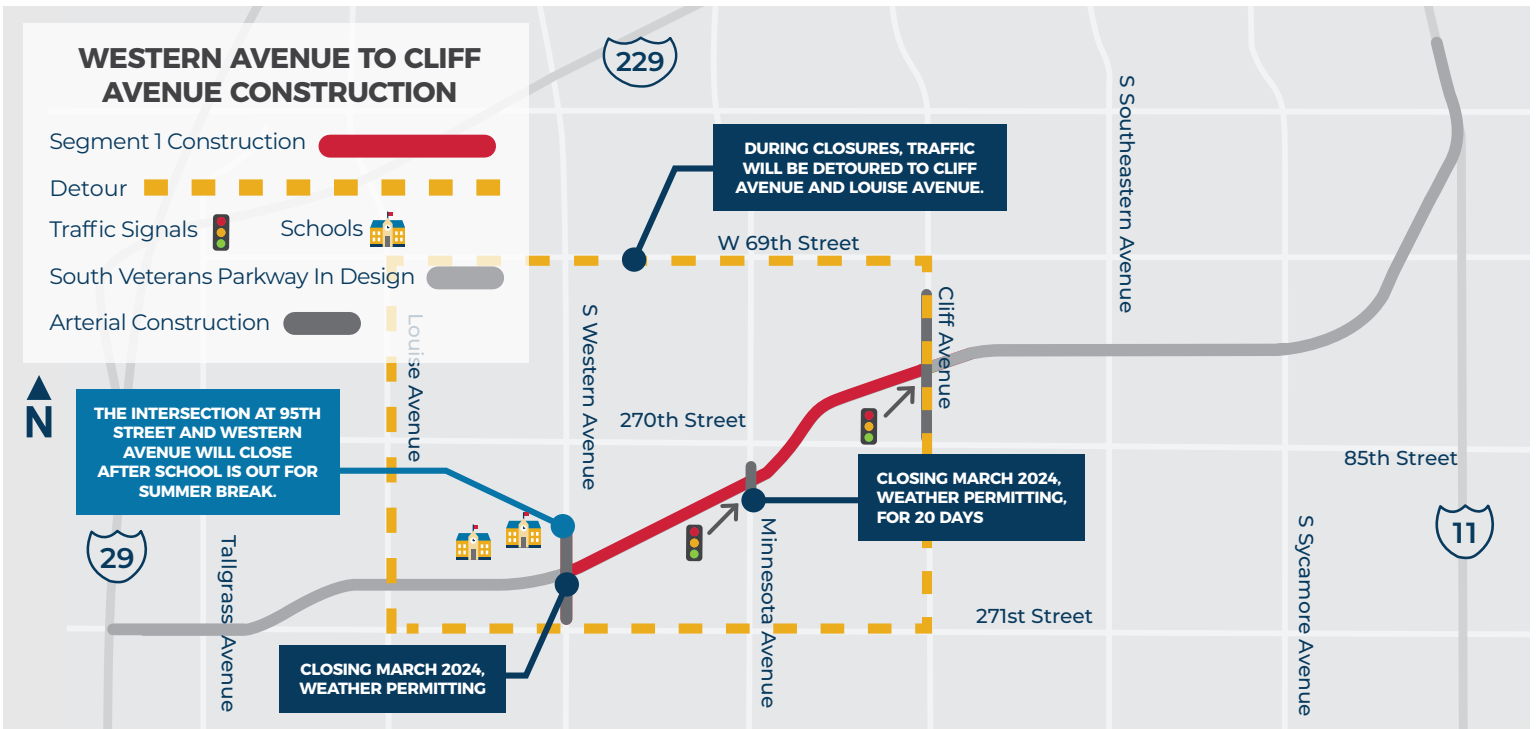 WESTERN AVENUE TO CLIFF
AVENUE CONSTRUCTION
Segment 1 Construction
Detour
Traffic Signals
Schools
South Veterans Parkway In Design
Arterial Construction
N
229
DURING CLOSURES, TRAFFIC
WILL BE DETOURED TO CLIFF
AVENUE AND LOUISE AVENUE.
W 69th Street
S Southeastern Avenue
Louise Avenue
S Western Avenue
Cliff Avenue
270th Street
THE INTERSECTION AT 95TH
STREET AND WESTERN
AVENUE WILL CLOSE
AFTER SCHOOL IS OUT FOR
SUMMER BREAK.
85th Street
CLOSING MARCH 2024,
WEATHER PERMITTING,
FOR 20 DAYS
29
11
Tallgrass Avenue
Minnesota Avenue
S Sycamore Avenue
271st Street
CLOSING MARCH 2024,
WEATHER PERMITTING